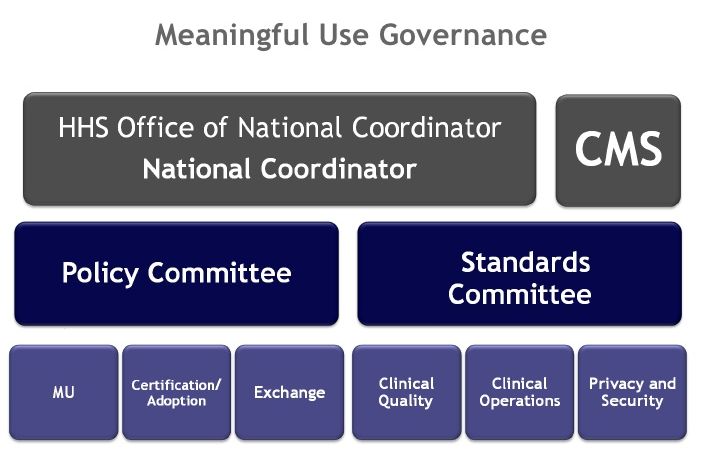 Meaningful Use Governance
HHS Office of National Coordinator
National Coordinator
CMS
Policy Committee
Standards
Committee
MU
Certification/
Adoption
Exchange
Clinical
Quality
Clinical
Operations
Privacy and
Security